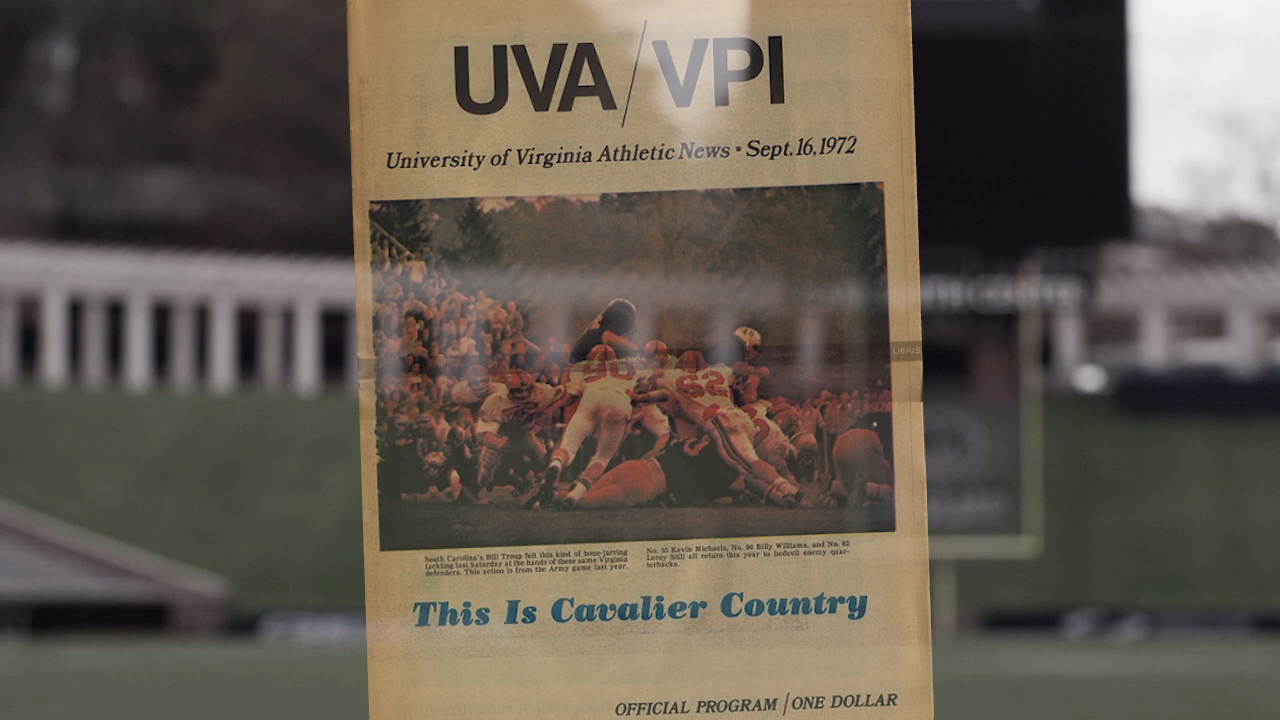 UVA/VPI
University of Virginia Athletic News ▪ Sept. 16, 1972
90
62
LIBRIS
South Carolina's Bill Troup felt this kind of bone-jarring
tackling last Saturday at the hands of these same Virginia
defenders. This action is from the Army game last year.
No. 55 Kevin Michaels, No. 90 Billy Williams, and No. 62
Leroy Still all return this year to bedevil enemy quar-
terbacks.
This Is Cavalier Country
OFFICIAL PROGRAM / ONE DOLLAR